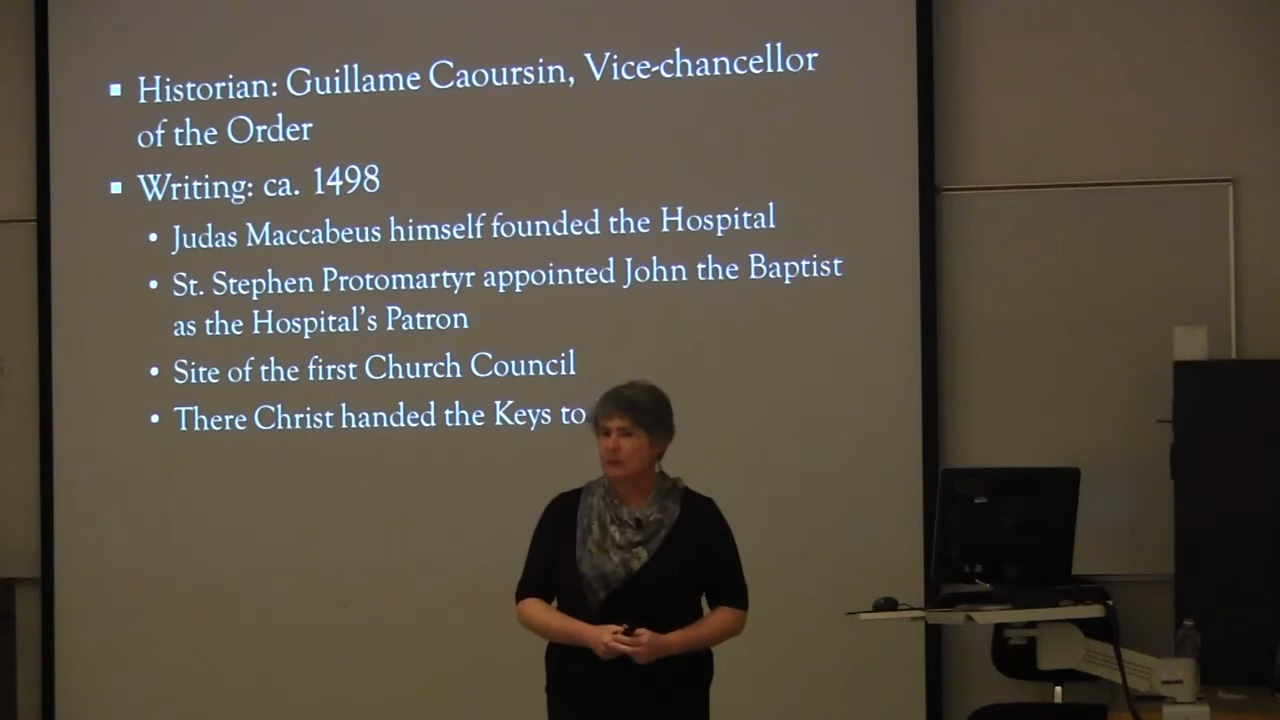 ▪ Historian: Guillame Caoursin, Vice-chancellor
of the Order
▪ Writing: ca. 1498
• Judas Maccabeus himself founded the Hospital
• St. Stephen Protomartyr appointed John the Baptist
as the Hospital's Patron
• Site of the first Church Council
• There Christ handed the Keys to